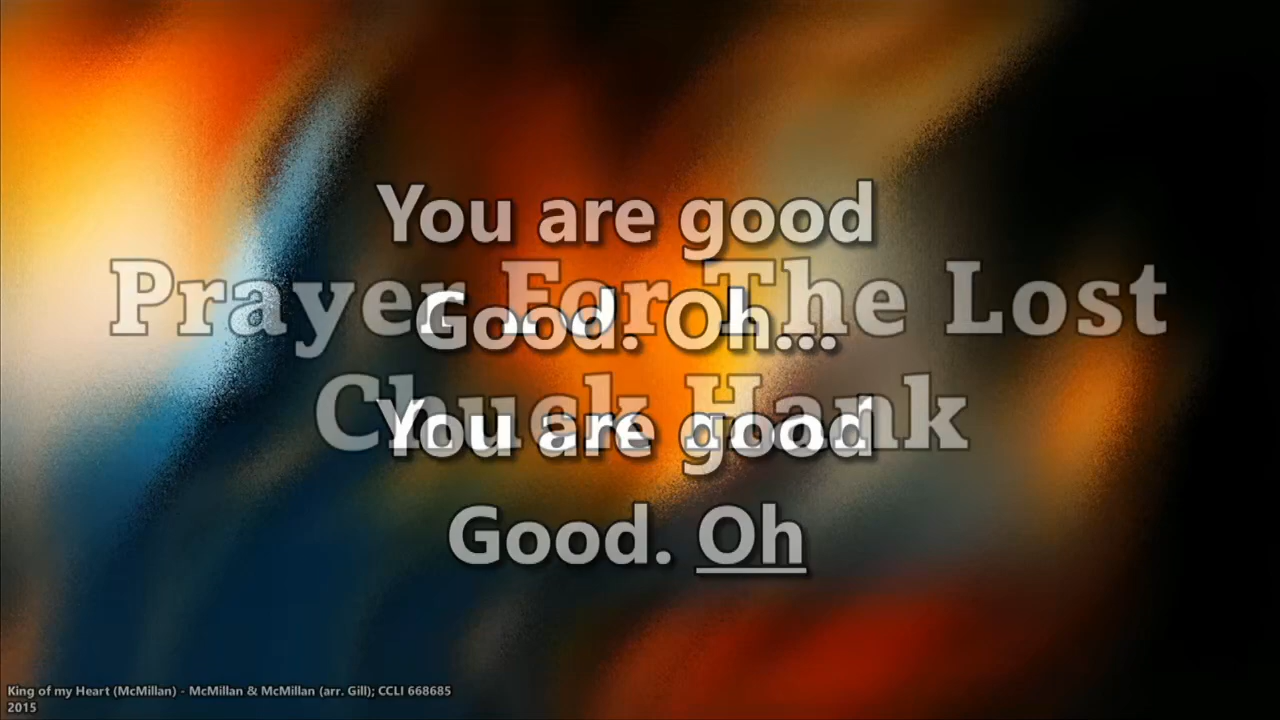 You are good
Prayer For The Lost
Good. Oh...
Chuck Hank
You are good
Good. Oh
King of my Heart (McMillan) - McMillan & McMillan (arr. Gill); CCLI 668685
2015